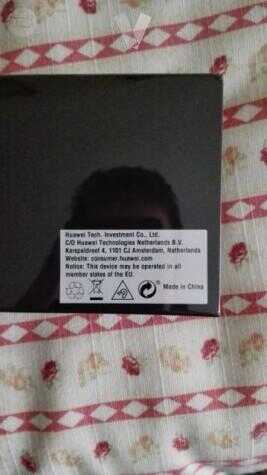 Huawei Tech. Investment Co., Ltd.
C/O Huawei Technologies Netherlands B.V.
Karspeldreef 4, 1101 CJ Amsterdam, Netherlands
Website: consumer.huawei.com
Notice: This device may be operated in all
member states of the EU.
Made in China